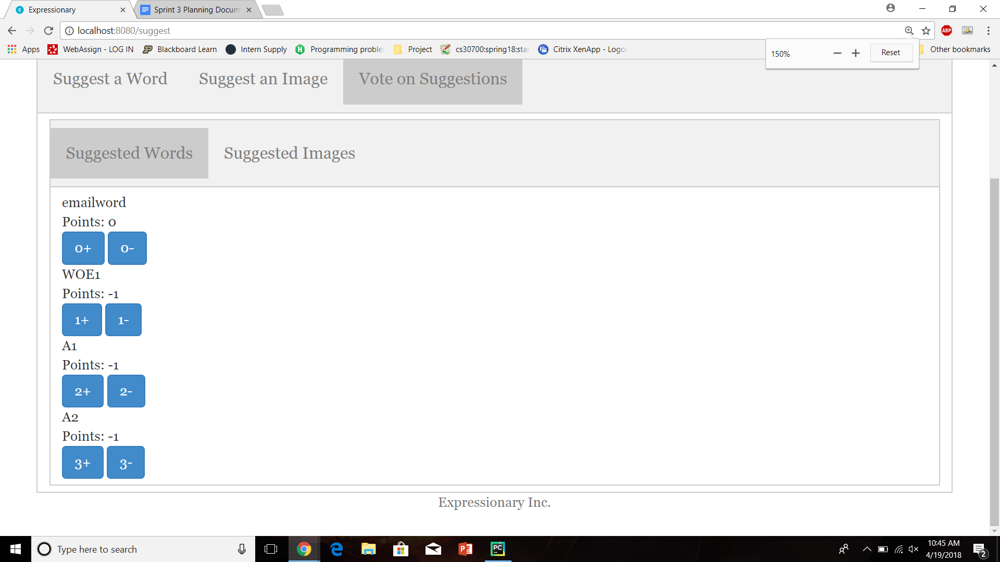 Expressionary
Sprint 3 Planning Docum
localhost:8080/suggest
ABP
Apps
WebAssign - LOG IN
Blackboard Learn
Intern Supply
Programming proble
Project
cs30700:spring18:sta
Citrix XenApp - Logo
Other bookmarks
150%
Reset
Suggest a Word
Suggest an Image
Vote on Suggestions
Suggested Words
Suggested Images
emailword
Points: 0
0+ 0-
WOE1
Points: -1
1+ 1-
A1
Points: -1
2+ 2-
A2
Points: -1
3+ 3-
Expressionary Inc.
Type here to search
PC
10:45 AM
4/19/2018
2